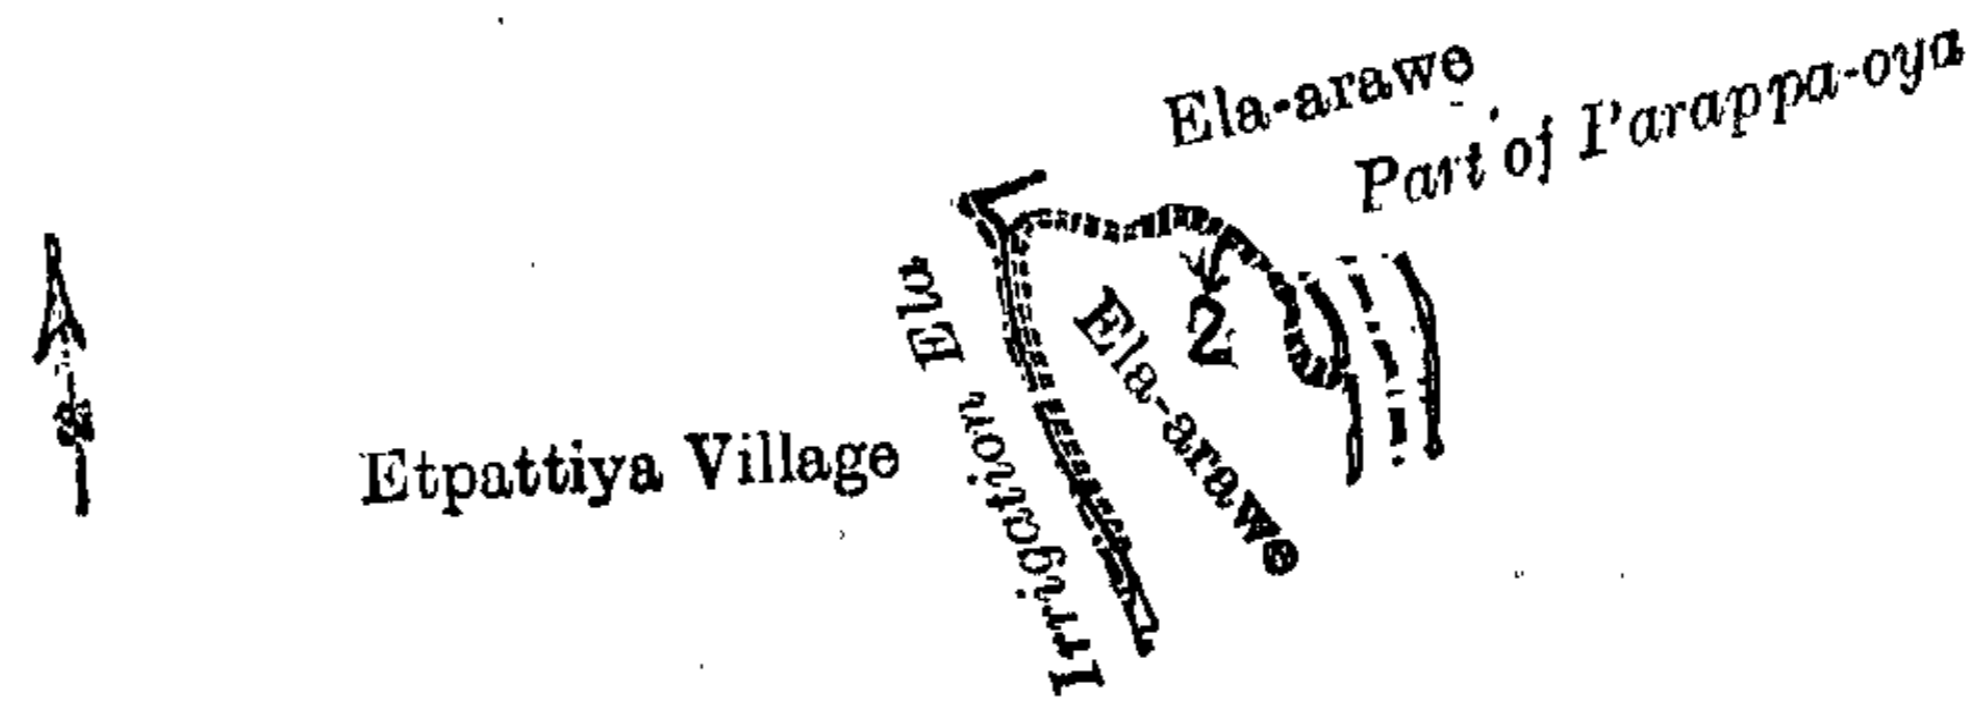 Ela-arawe
Part of Parappa-oya
Ela-arawe
2
Irrigation Ela
Etpattiya Village